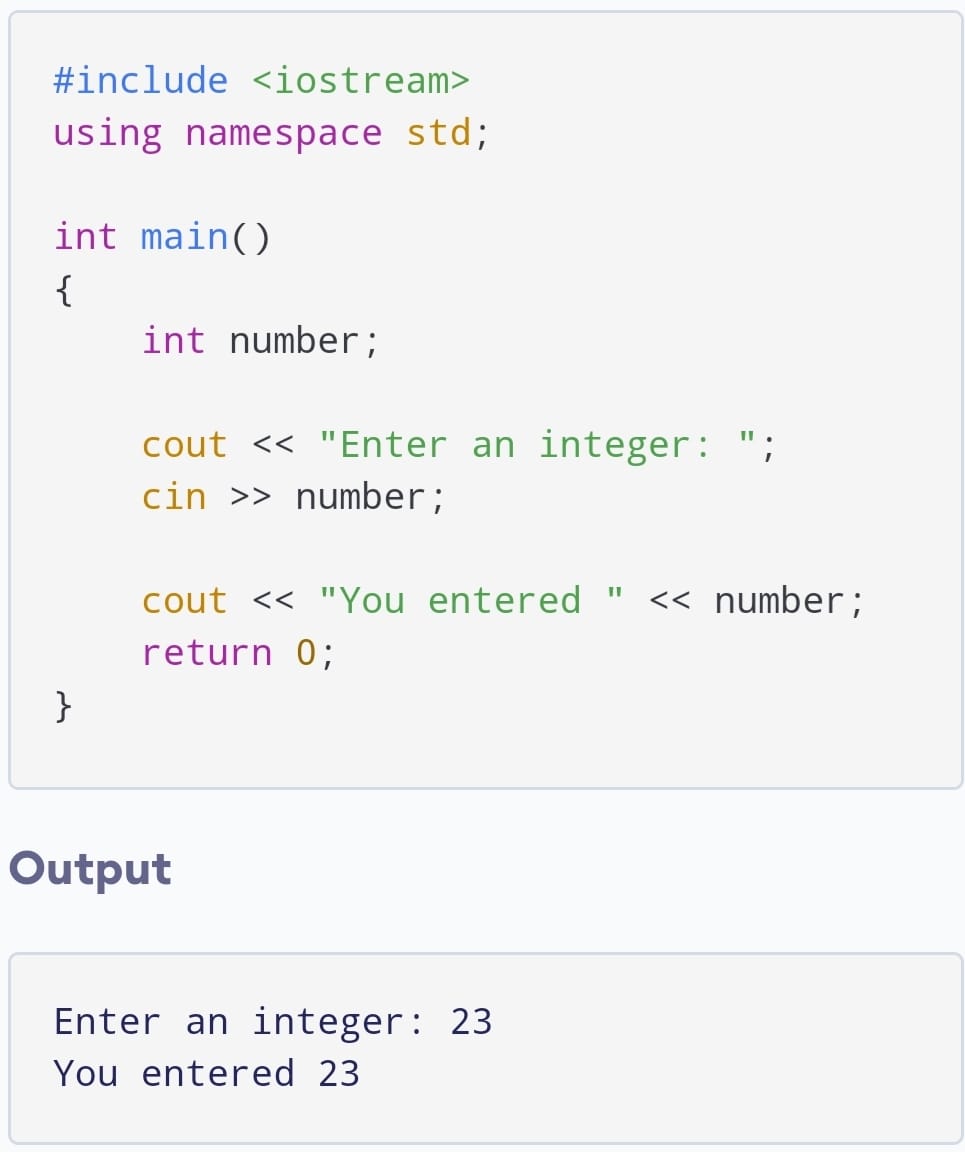 #include <iostream>
using namespace std;
int main()
{
    int number;
    cout << "Enter an integer: ";
    cin >> number;
    cout << "You entered " << number;
    return 0;
}
Output
Enter an integer: 23
You entered 23